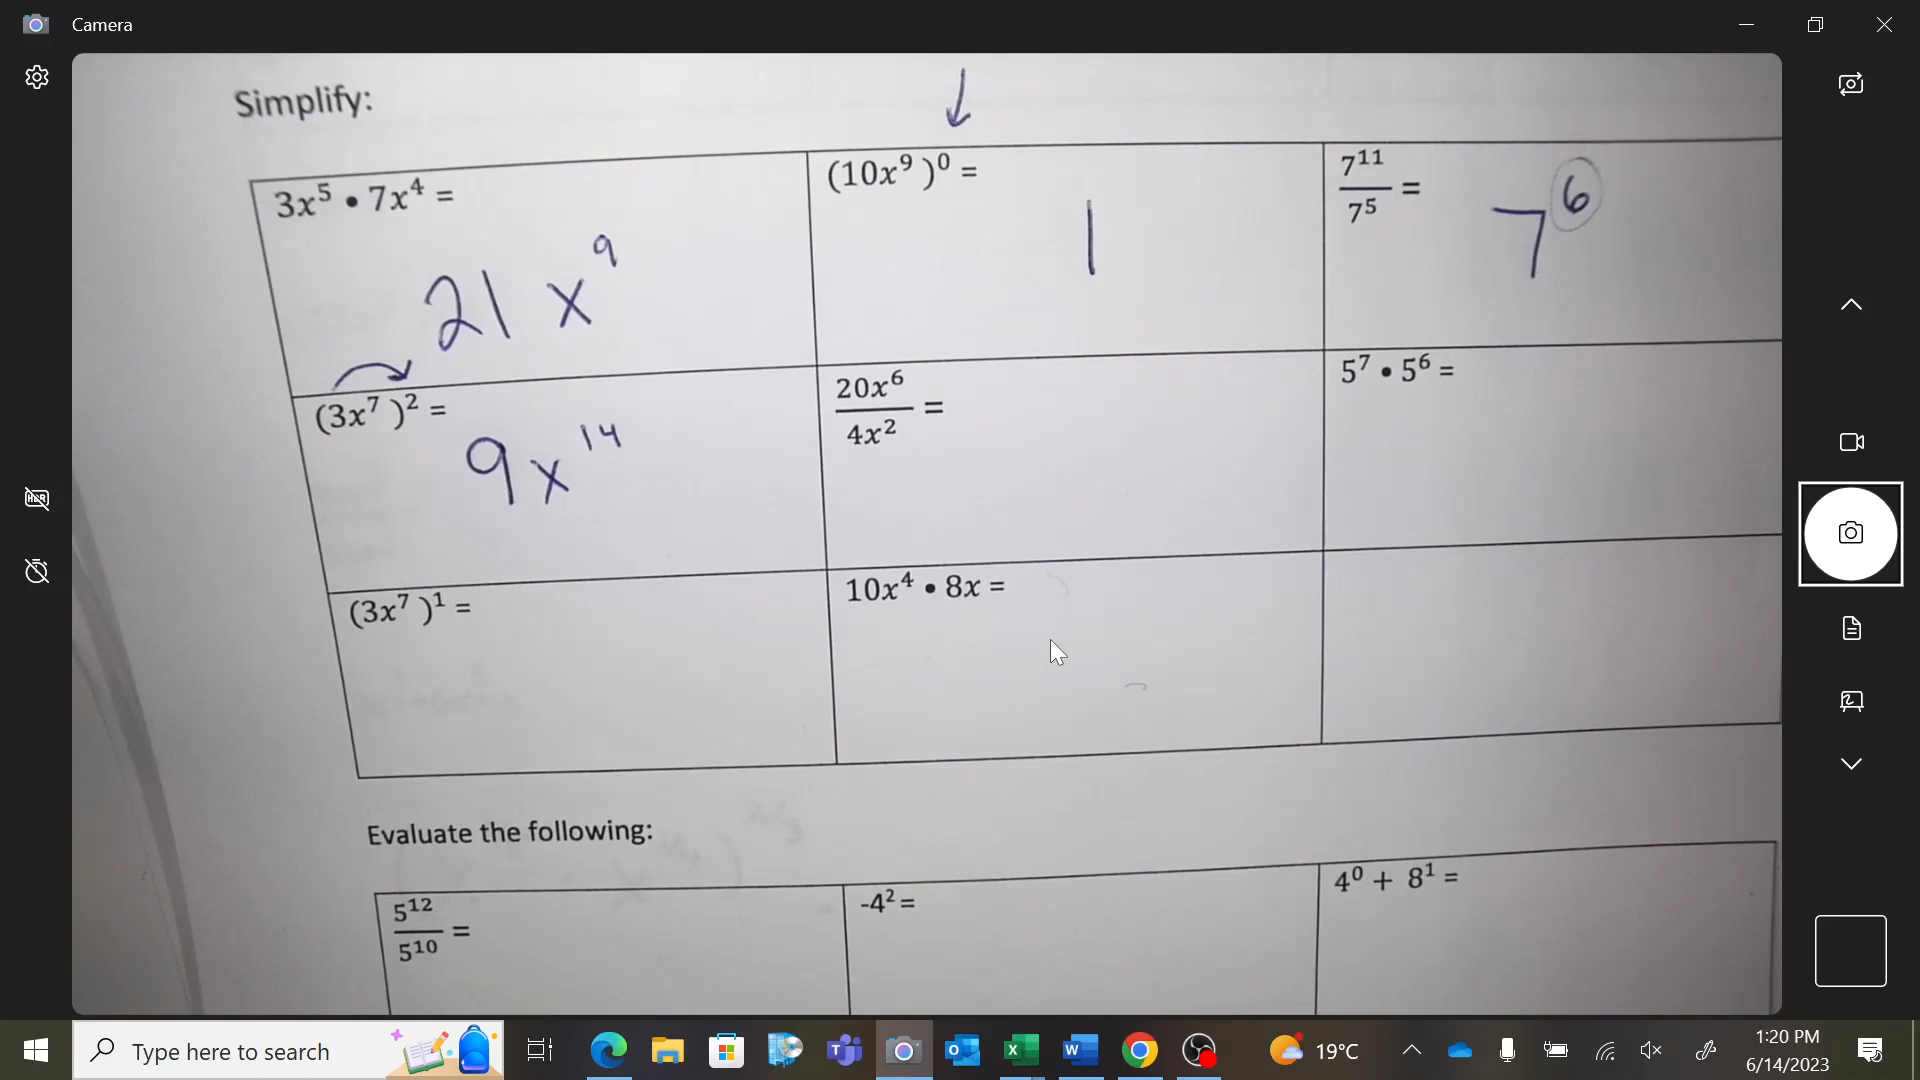 Camera
Simplify:
3x⁵ • 7x⁴ =
21 x⁹
(10x⁹ )⁰ =
1
7¹¹
7⁵
=
7⁶
(3x⁷ )² =
9x¹⁴
20x⁶
4x²
=
5⁷ • 5⁶ =
(3x⁷ )¹ =
10x⁴ • 8x =
Evaluate the following:
5¹²
5¹⁰
=
-4² =
4⁰ + 8¹ =
Type here to search
19°C
1:20 PM
6/14/2023